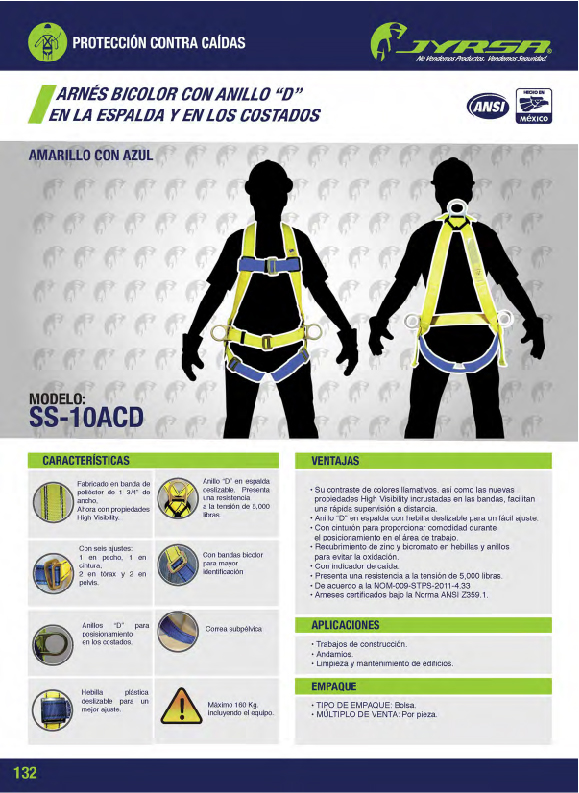 PROTECCIÓN CONTRA CAÍDAS
JYRSA®
No Vendemos Productos. Vendemos Seguridad.
ARNÉS BICOLOR CON ANILLO “D”
EN LA ESPALDA Y EN LOS COSTADOS
ANSI
HECHO EN
MÉXICO
AMARILLO CON AZUL
MODELO:
SS-10ACD
CARACTERÍSTICAS
Fabricado en banda de
poliéster de 1 3/4" de
ancho.
Ahora con propiedades
High Visibility.
Anillo “D” en espalda
deslizable. Presenta
una resistencia
a la tensión de 5,000
libras.
Con seis ajustes:
1 en pecho, 1 en
cintura,
2 en tórax y 2 en
pelvis.
Con bandas bicolor
para mayor
identificación
Anillos “D” para
posisionamiento
en los costados.
Correa subpélvica
Hebilla plástica
deslizable para un
mejor ajuste.
Máximo 160 Kg.
incluyendo el equipo.
VENTAJAS
• Su contraste de colores llamativos, así como las nuevas
propiedades High Visibility incrustadas en las bandas, facilitan
una rápida supervisión a distancia.
• Anillo “D” en espalda con hebilla deslizable para un fácil ajuste.
• Con cinturón para proporcionar comodidad durante
el posicionamiento en el área de trabajo.
• Recubrimiento de zinc y bicromato en hebillas y anillos
para evitar la oxidación.
• Con indicador de caída.
• Presenta una resistencia a la tensión de 5,000 libras.
• De acuerdo a la NOM-009-STPS-2011-4.33
• Arneses certificados bajo la Norma ANSI Z359.1.
APLICACIONES
• Trabajos de construcción.
• Andamios.
• Limpieza y mantenimiento de edificios.
EMPAQUE
• TIPO DE EMPAQUE: Bolsa.
• MÚLTIPLO DE VENTA: Por pieza.
132